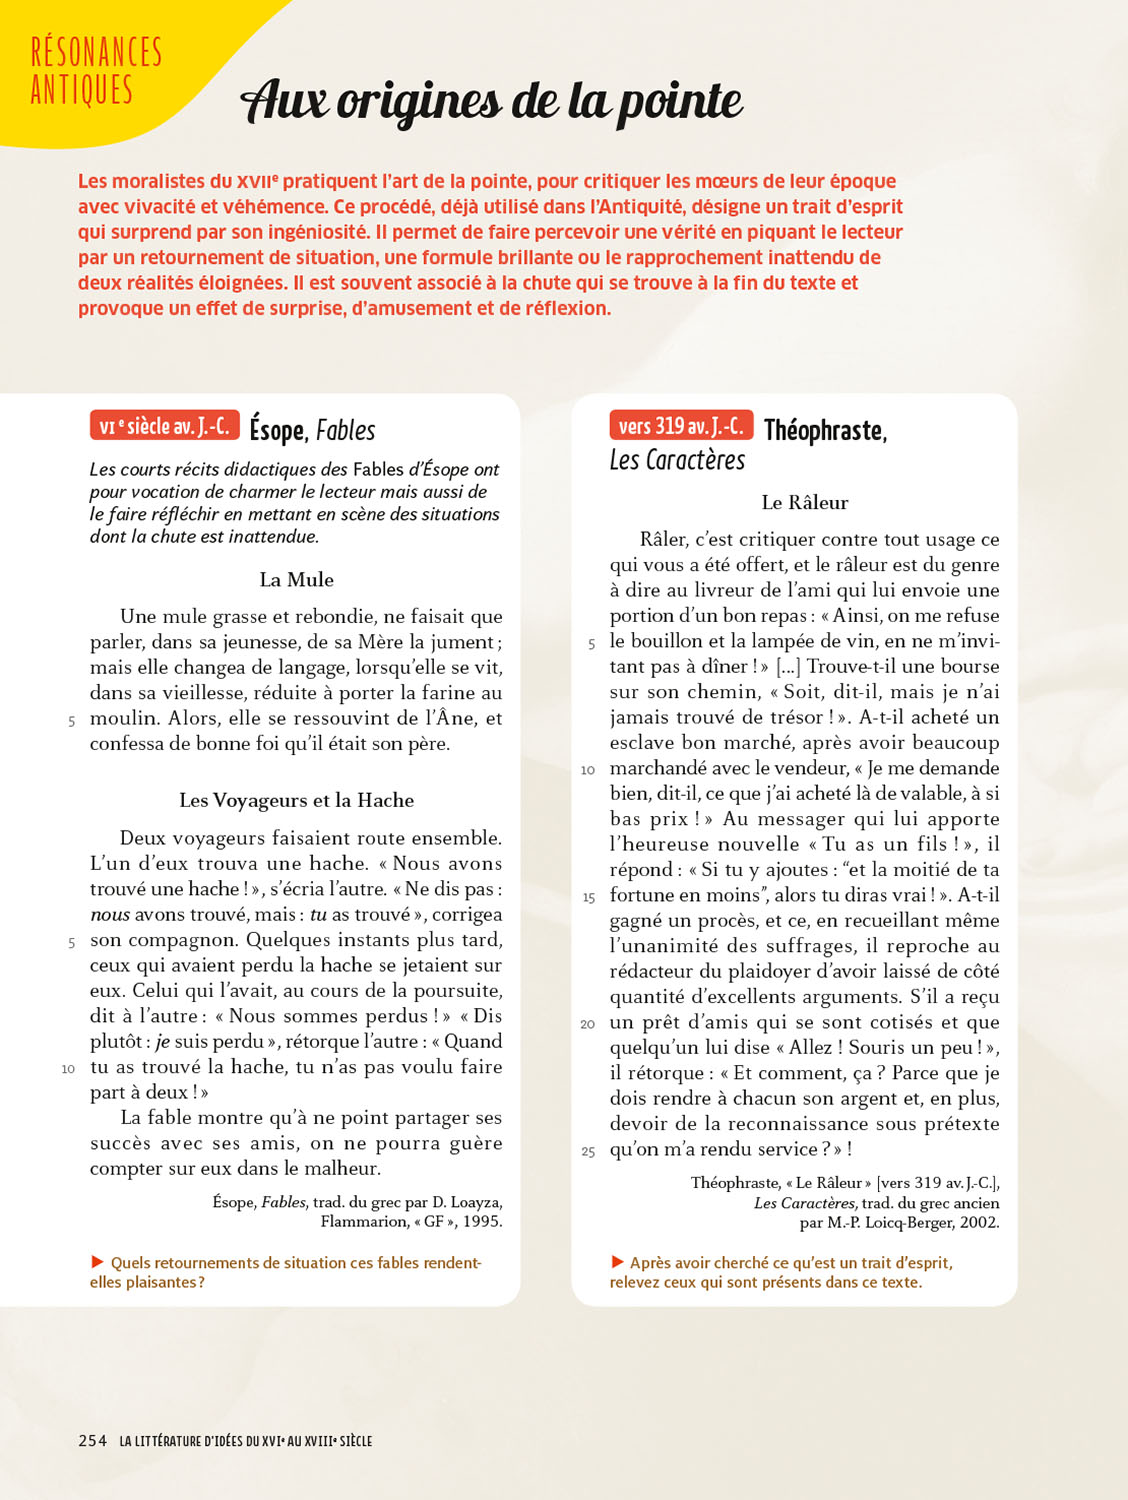 RÉSONANCES
ANTIQUES
Aux origines de la pointe
Les moralistes du XVIIe pratiquent l’art de la pointe, pour critiquer les mœurs de leur époque
avec vivacité et véhémence. Ce procédé, déjà utilisé dans l’Antiquité, désigne un trait d’esprit
qui surprend par son ingéniosité. Il permet de faire percevoir une vérité en piquant le lecteur
par un retournement de situation, une formule brillante ou le rapprochement inattendu de
deux réalités éloignées. Il est souvent associé à la chute qui se trouve à la fin du texte et
provoque un effet de surprise, d’amusement et de réflexion.
VIe siècle av. J.-C. Ésope, Fables
Les courts récits didactiques des Fables d’Ésope ont
pour vocation de charmer le lecteur mais aussi de
le faire réfléchir en mettant en scène des situations
dont la chute est inattendue.
La Mule
Une mule grasse et rebondie, ne faisait que
parler, dans sa jeunesse, de sa Mère la jument ;
mais elle changea de langage, lorsqu’elle se vit,
dans sa vieillesse, réduite à porter la farine au
5 moulin. Alors, elle se ressouvint de l’Âne, et
confessa de bonne foi qu’il était son père.
Les Voyageurs et la Hache
Deux voyageurs faisaient route ensemble.
L’un d’eux trouva une hache. « Nous avons
trouvé une hache ! », s’écria l’autre. « Ne dis pas :
nous avons trouvé, mais : tu as trouvé », corrigea
5 son compagnon. Quelques instants plus tard,
ceux qui avaient perdu la hache se jetaient sur
eux. Celui qui l’avait, au cours de la poursuite,
dit à l’autre : « Nous sommes perdus ! » « Dis
plutôt : je suis perdu », rétorque l’autre : « Quand
10 tu as trouvé la hache, tu n’as pas voulu faire
part à deux ! »
La fable montre qu’à ne point partager ses
succès avec ses amis, on ne pourra guère
compter sur eux dans le malheur.
Ésope, Fables, trad. du grec par D. Loayza,
Flammarion, « GF », 1995.
▶ Quels retournements de situation ces fables rendent-
elles plaisantes ?
vers 319 av. J.-C. Théophraste,
Les Caractères
Le Râleur
Râler, c’est critiquer contre tout usage ce
qui vous a été offert, et le râleur est du genre
à dire au livreur de l’ami qui lui envoie une
portion d’un bon repas : « Ainsi, on me refuse
5 le bouillon et la lampée de vin, en ne m’invi-
tant pas à dîner ! » [...] Trouve-t-il une bourse
sur son chemin, « Soit, dit-il, mais je n’ai
jamais trouvé de trésor ! ». A-t-il acheté un
esclave bon marché, après avoir beaucoup
10 marchandé avec le vendeur, « Je me demande
bien, dit-il, ce que j’ai acheté là de valable, à si
bas prix ! » Au messager qui lui apporte
l’heureuse nouvelle « Tu as un fils ! », il
répond : « Si tu y ajoutes : “et la moitié de ta
15 fortune en moins”, alors tu diras vrai ! ». A-t-il
gagné un procès, et ce, en recueillant même
l’unanimité des suffrages, il reproche au
rédacteur du plaidoyer d’avoir laissé de côté
quantité d’excellents arguments. S’il a reçu
20 un prêt d’amis qui se sont cotisés et que
quelqu’un lui dise « Allez ! Souris un peu ! »,
il rétorque : « Et comment, ça ? Parce que je
dois rendre à chacun son argent et, en plus,
devoir de la reconnaissance sous prétexte
25 qu’on m’a rendu service ? » !
Théophraste, « Le Râleur » [vers 319 av. J.-C.],
Les Caractères, trad. du grec ancien
par M.-P. Loicq-Berger, 2002.
▶ Après avoir cherché ce qu’est un trait d’esprit,
relevez ceux qui sont présents dans ce texte.
254 LA LITTÉRATURE D’IDÉES DU XVIe AU XVIIIe SIÈCLE